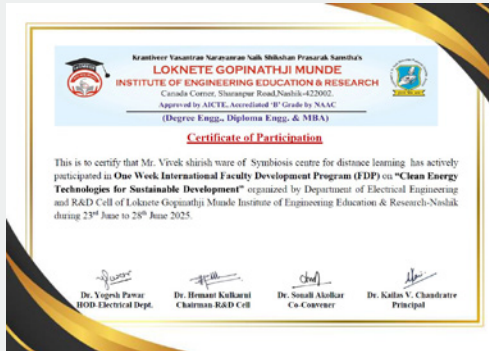 Krantiveer Vasantrao Narayanrao Naik Shikshan Prasarak Sanstha's
LOKNETE GOPINATHJI MUNDE
INSTITUTE OF ENGINEERING EDUCATION & RESEARCH
Canada Corner, Sharanpur Road,Nashik-422002.
Approved by AICTE, Accredited 'B' Grade by NAAC
(Degree Engg., Diploma Engg. & MBA)
Certificate of Participation
This is to certify that Mr. Vivek shirish ware of Symbiosis centre for distance learning has actively
participated in One Week International Faculty Development Program (FDP) on “Clean Energy
Technologies for Sustainable Development” organized by Department of Electrical Engineering
and R&D Cell of Loknete Gopinathji Munde Institute of Engineering Education & Research-Nashik
during 23rd June to 28th June 2025.
Dr. Yogesh Pawar Dr. Hemant Kulkarni Dr. Sonali Akolkar Dr. Kailas V. Chandratre
HOD-Electrical Dept. Chairman-R&D Cell Co-Convener Principal